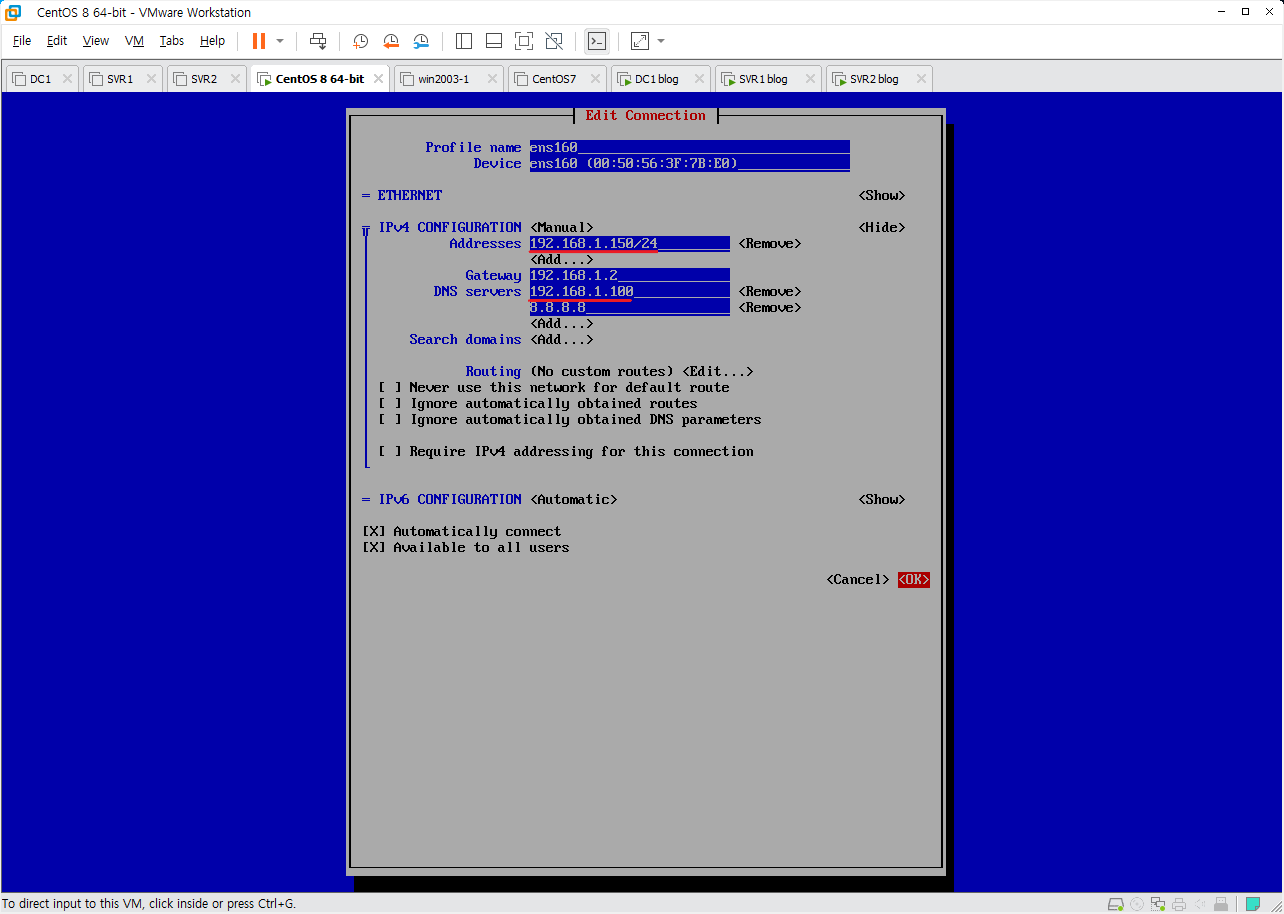 CentOS 8 64-bit - VMware Workstation
File Edit View VM Tabs Help
DC1 SVR1 SVR2 CentOS 8 64-bit win2003-1 CentOS7 DC1 blog SVR1 blog SVR2 blog
Edit Connection
Profile name ens160
Device ens160 (00:50:56:3F:7B:E0)
= ETHERNET <Show>
IPv4 CONFIGURATION <Manual> <Hide>
Addresses 192.168.1.150/24 <Remove>
<Add...>
Gateway 192.168.1.2
DNS servers 192.168.1.100 <Remove>
8.8.8.8 <Remove>
<Add...>
Search domains <Add...>
Routing (No custom routes) <Edit...>
[ ] Never use this network for default route
[ ] Ignore automatically obtained routes
[ ] Ignore automatically obtained DNS parameters
[ ] Require IPv4 addressing for this connection
= IPv6 CONFIGURATION <Automatic> <Show>
[X] Automatically connect
[X] Available to all users
<Cancel> <OK>
To direct input to this VM, click inside or press Ctrl+G.